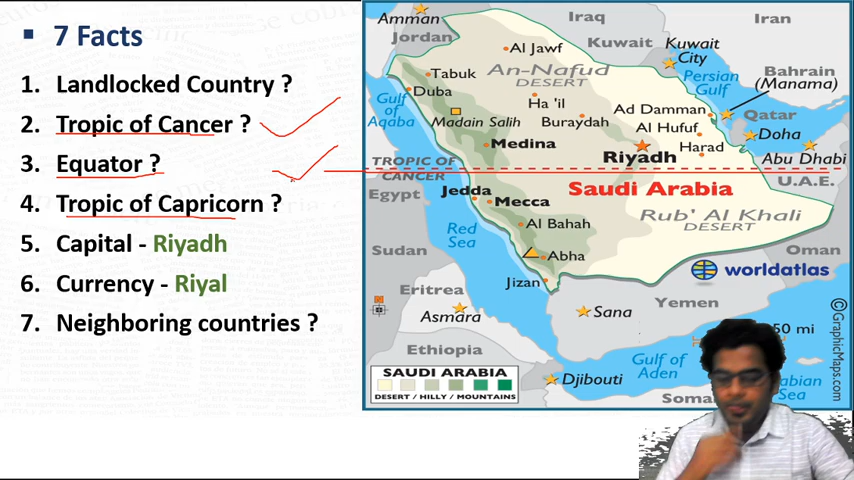 ▪ 7 Facts
1. Landlocked Country ?
2. Tropic of Cancer ?
3. Equator ?
4. Tropic of Capricorn ?
5. Capital - Riyadh
6. Currency - Riyal
7. Neighboring countries ?
Amman
Jordan
Iraq
Iran
Kuwait
Kuwait
City
Al Jawf
An-Nafud
DESERT
Tabuk
Duba
Gulf
of
Aqaba
Persian
Gulf
Bahrain
(Manama)
Ha 'il
Madain Salih
Buraydah
Ad Damman
Al Hufuf
Qatar
Doha
Medina
Harad
Riyadh
Abu Dhabi
TROPIC OF
CANCER
U.A.E.
Egypt
Jedda
Mecca
Saudi Arabia
Rub' Al Khali
DESERT
Red
Sea
Al Bahah
Sudan
Abha
Oman
worldatlas
Jizan
Eritrea
Yemen
Asmara
Sana
50 mi
©GraphicMaps.com
Ethiopia
Gulf of
Aden
SAUDI ARABIA
DESERT / HILLY / MOUNTAINS
Djibouti
Sea